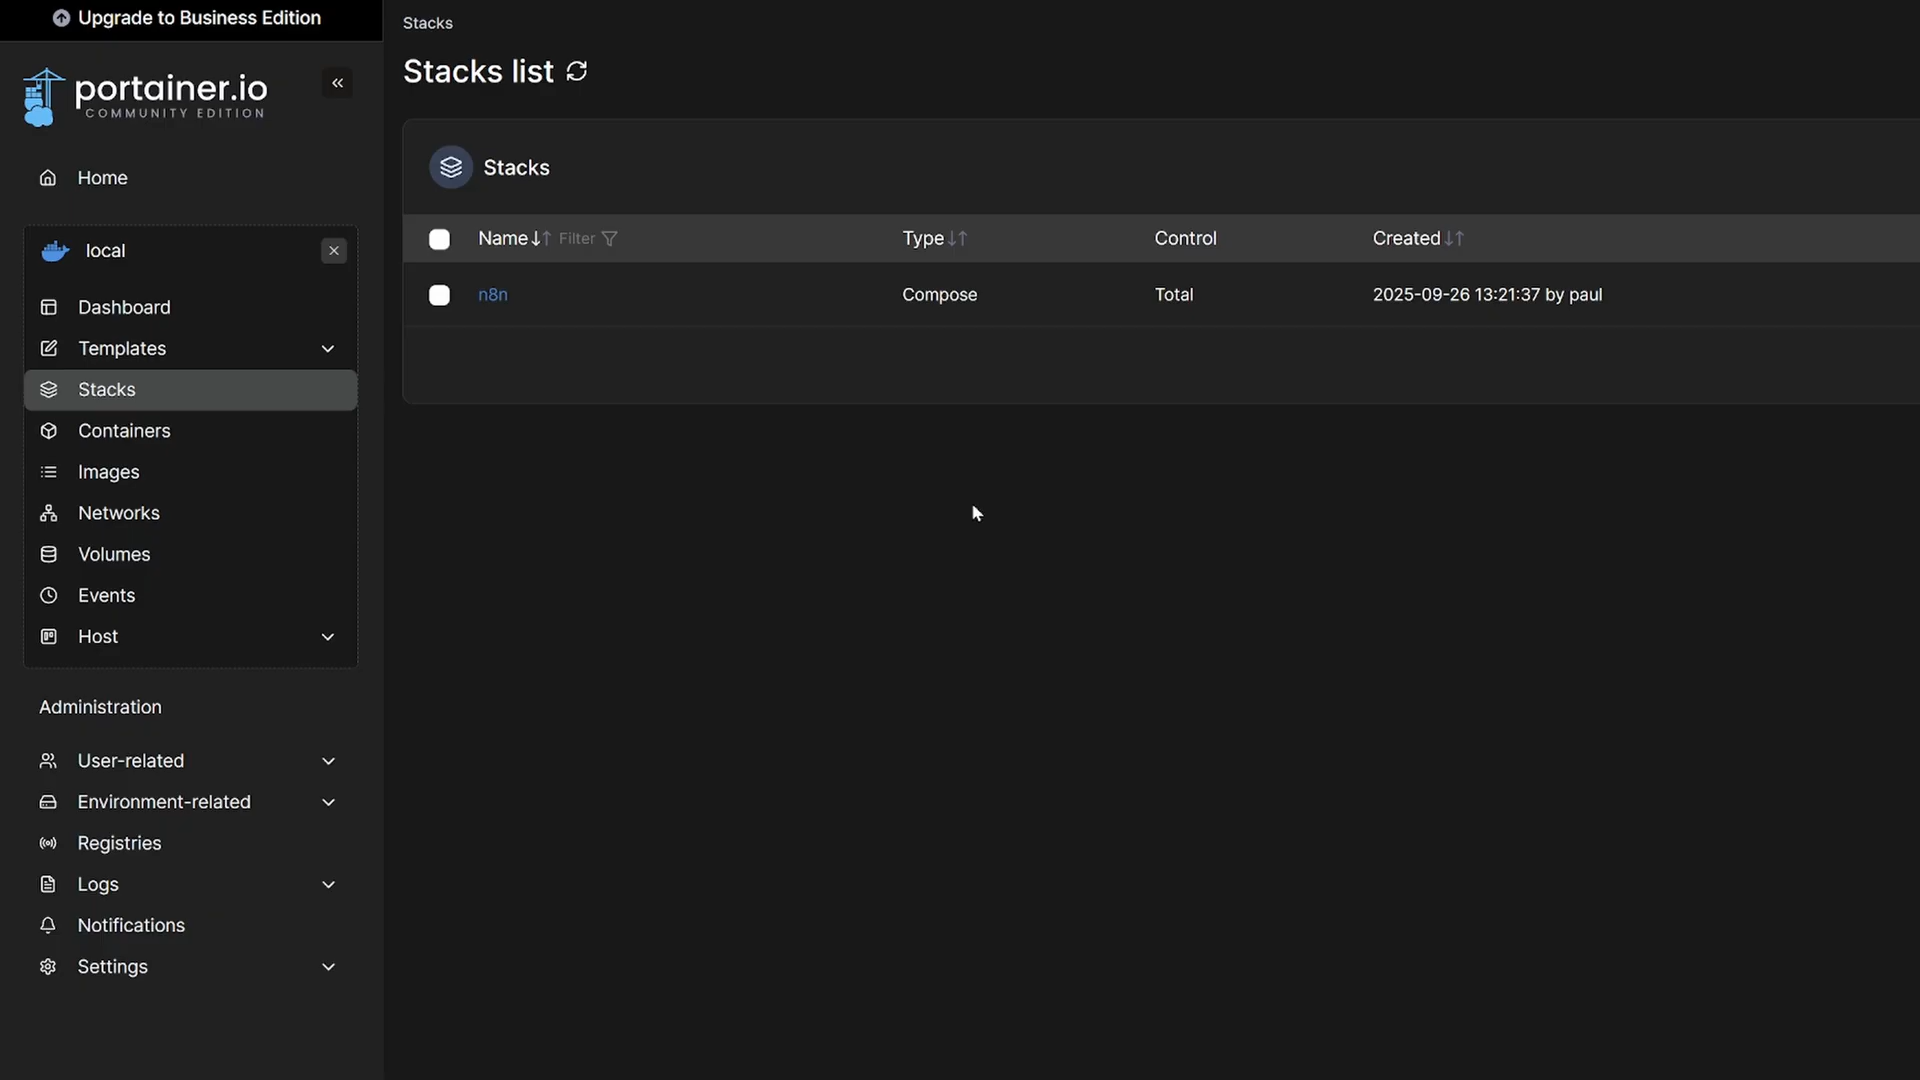 Upgrade to Business Edition
portainer.io
COMMUNITY EDITION
Home
local
Dashboard
Templates
Stacks
Containers
Images
Networks
Volumes
Events
Host
Administration
User-related
Environment-related
Registries
Logs
Notifications
Settings
Stacks
Stacks list
Stacks
Name Filter Type Control Created
n8n Compose Total 2025-09-26 13:21:37 by paul